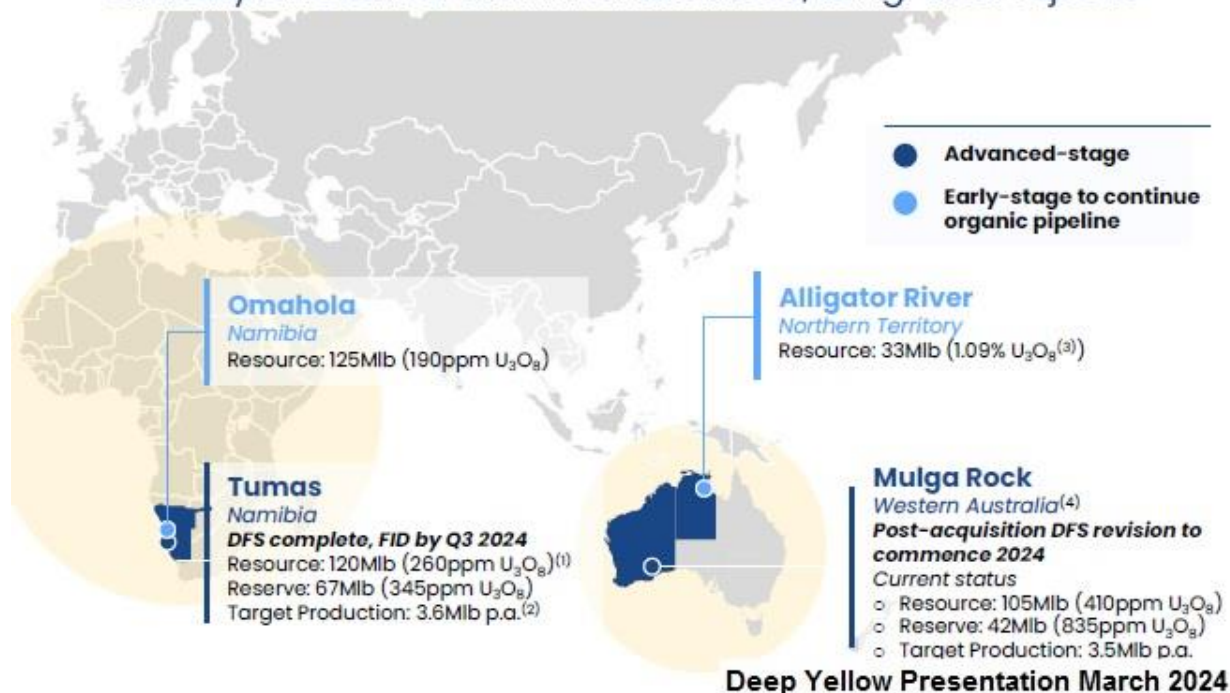 Advanced-stage
Early-stage to continue
organic pipeline
Omahola
Namibia
Resource: 125Mlb (190ppm U₃O₈)
Alligator River
Northern Territory
Resource: 33Mlb (1.09% U₃O₈⁽³⁾)
Tumas
Namibia
DFS complete, FID by Q3 2024
Resource: 120Mlb (260ppm U₃O₈)⁽¹⁾
Reserve: 67Mlb (345ppm U₃O₈)
Target Production: 3.6Mlb p.a.⁽²⁾
Mulga Rock
Western Australia⁽⁴⁾
Post-acquisition DFS revision to
commence 2024
Current status
○ Resource: 105Mlb (410ppm U₃O₈)
○ Reserve: 42Mlb (835ppm U₃O₈)
○ Target Production: 3.5Mlb p.a.
Deep Yellow Presentation March 2024